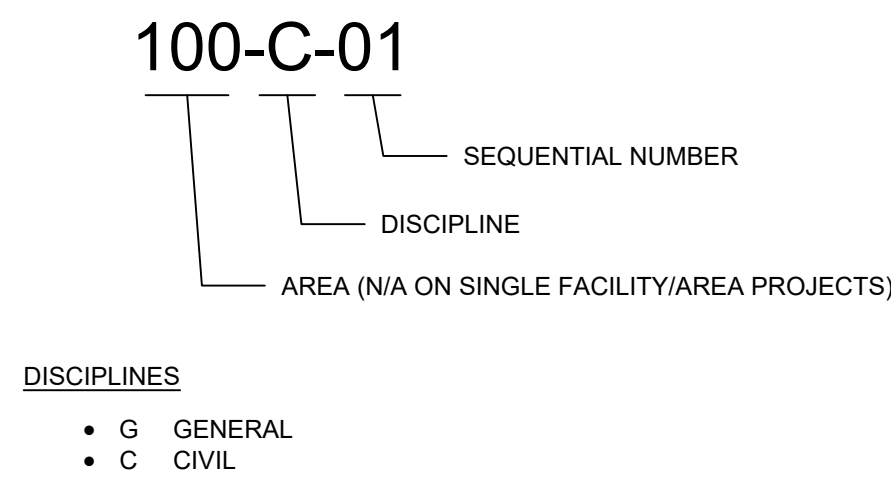 100-C-01
SEQUENTIAL NUMBER
DISCIPLINE
AREA (N/A ON SINGLE FACILITY/AREA PROJECTS)
DISCIPLINES
• G GENERAL
• C CIVIL